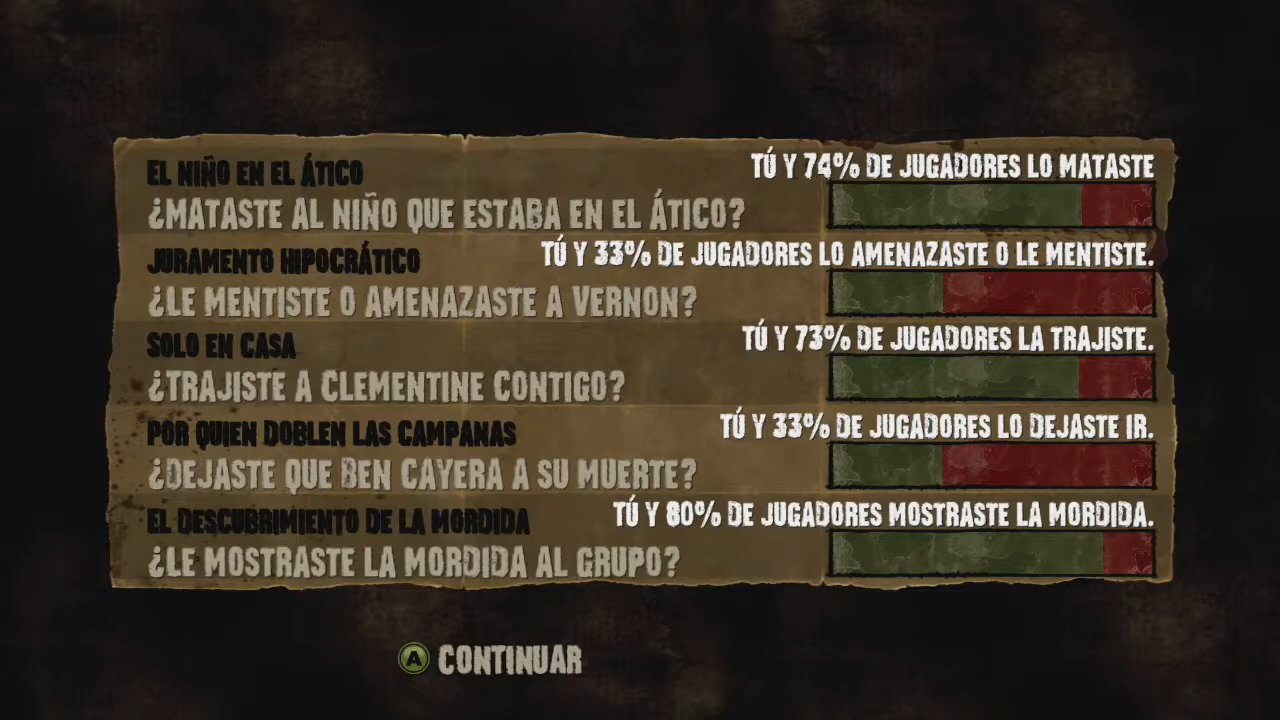 EL NIÑO EN EL ÁTICO
TÚ Y 74% DE JUGADORES LO MATASTE
¿MATASTE AL NIÑO QUE ESTABA EN EL ÁTICO?
JURAMENTO HIPOCRÁTICO
TÚ Y 33% DE JUGADORES LO AMENAZASTE O LE MENTISTE.
¿LE MENTISTE O AMENAZASTE A VERNON?
SOLO EN CASA
TÚ Y 73% DE JUGADORES LA TRAJISTE.
¿TRAJISTE A CLEMENTINE CONTIGO?
POR QUIEN DOBLEN LAS CAMPANAS
TÚ Y 33% DE JUGADORES LO DEJASTE IR.
¿DEJASTE QUE BEN CAYERA A SU MUERTE?
EL DESCUBRIMIENTO DE LA MORDIDA
TÚ Y 80% DE JUGADORES MOSTRASTE LA MORDIDA.
¿LE MOSTRASTE LA MORDIDA AL GRUPO?
A CONTINUAR